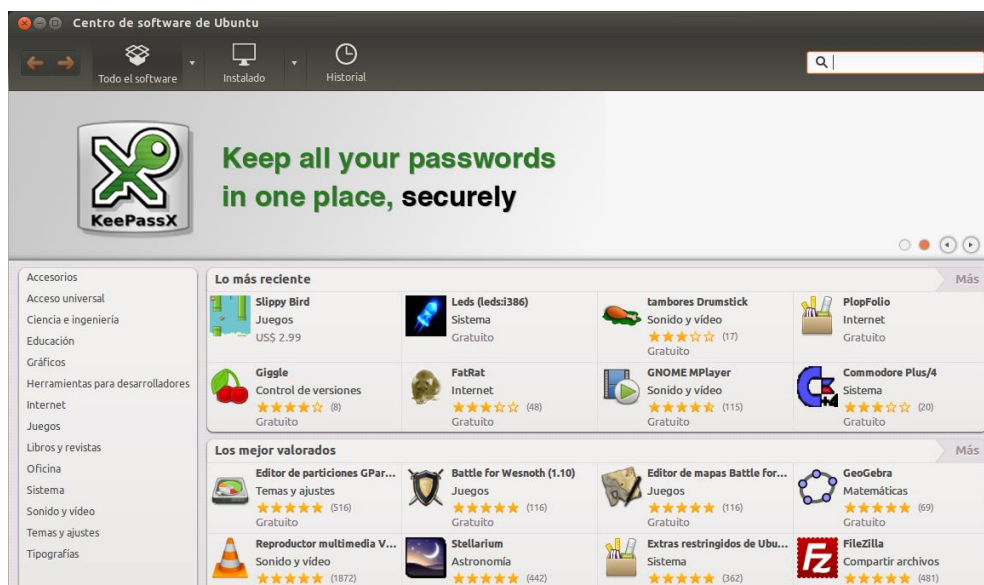 Centro de software de Ubuntu
Todo el software
Instalado
Historial
KeePassX
Keep all your passwords
in one place, securely
Accesorios
Acceso universal
Ciencia e ingeniería
Educación
Gráficos
Herramientas para desarrolladores
Internet
Juegos
Libros y revistas
Oficina
Sistema
Sonido y vídeo
Temas y ajustes
Tipografías
Lo más reciente
Más
Slippy Bird
Juegos
US$ 2.99
Leds (leds:i386)
Sistema
Gratuito
tambores Drumstick
Sonido y vídeo
(17)
Gratuito
PlopFolio
Internet
Gratuito
Giggle
Control de versiones
(8)
Gratuito
FatRat
Internet
(48)
Gratuito
GNOME MPlayer
Sonido y vídeo
(115)
Gratuito
Commodore Plus/4
Sistema
(20)
Gratuito
Los mejor valorados
Más
Editor de particiones GPar...
Temas y ajustes
(516)
Gratuito
Battle for Wesnoth (1.10)
Juegos
(116)
Gratuito
Editor de mapas Battle for...
Juegos
(116)
Gratuito
GeoGebra
Matemáticas
(69)
Gratuito
Reproductor multimedia V...
Sonido y vídeo
(1872)
Stellarium
Astronomía
(442)
Extras restringidos de Ubu...
Sistema
(362)
FileZilla
Compartir archivos
(481)